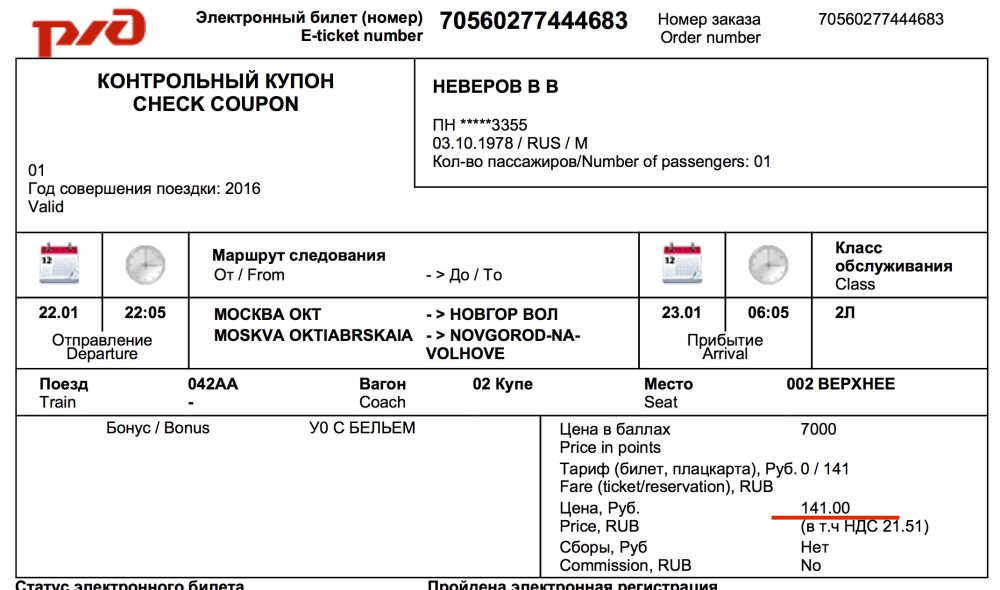 РЖД
Электронный билет (номер) 70560277444683
E-ticket number
Номер заказа 70560277444683
Order number
КОНТРОЛЬНЫЙ КУПОН
CHECK COUPON
01
Год совершения поездки: 2016
Valid
НЕВЕРОВ В В
ПН *****3355
03.10.1978 / RUS / M
Кол-во пассажиров/Number of passengers: 01
12
Маршрут следования
От / From - > До / To
12
Класс
обслуживания
Class
22.01 22:05
Отправление
Departure
МОСКВА ОКТ - > НОВГОР ВОЛ
MOSKVA OKTIABRSKAIA - > NOVGOROD-NA-
VOLHOVE
23.01 06:05
Прибытие
Arrival
2Л
Поезд 042АА Вагон 02 Купе Место 002 ВЕРХНЕЕ
Train - Coach Seat
Бонус / Bonus У0 С БЕЛЬЕМ
Цена в баллах 7000
Price in points
Тариф (билет, плацкарта), Руб. 0 / 141
Fare (ticket/reservation), RUB
Цена, Руб. 141.00
Price, RUB (в т.ч НДС 21.51)
Сборы, Руб Нет
Commission, RUB No
Статус электронного билета Пройдена электронная регистрация